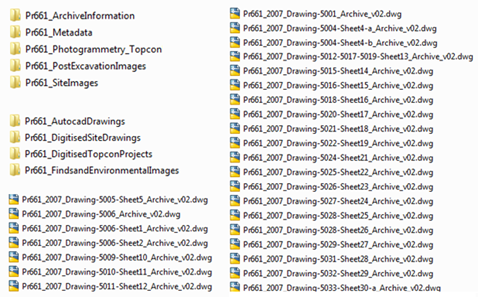 Pr661_ArchiveInformation
Pr661_Metadata
Pr661_Photogrammetry_Topcon
Pr661_PostExcavationImages
Pr661_SiteImages
Pr661_AutocadDrawings
Pr661_DigitisedSiteDrawings
Pr661_DigitisedTopconProjects
Pr661_FindsandEnvironmentalImages
Pr661_2007_Drawing-5005-Sheet5_Archive_v02.dwg
Pr661_2007_Drawing-5006_Archive_v02.dwg
Pr661_2007_Drawing-5006-Sheet1_Archive_v02.dwg
Pr661_2007_Drawing-5006-Sheet2_Archive_v02.dwg
Pr661_2007_Drawing-5009-Sheet10_Archive_v02.dwg
Pr661_2007_Drawing-5010-Sheet11_Archive_v02.dwg
Pr661_2007_Drawing-5011-Sheet12_Archive_v02.dwg
Pr661_2007_Drawing-5001_Archive_v02.dwg
Pr661_2007_Drawing-5004-Sheet4-a_Archive_v02.dwg
Pr661_2007_Drawing-5004-Sheet4-b_Archive_v02.dwg
Pr661_2007_Drawing-5012-5017-5019-Sheet13_Archive_v02.dwg
Pr661_2007_Drawing-5015-Sheet14_Archive_v02.dwg
Pr661_2007_Drawing-5016-Sheet15_Archive_v02.dwg
Pr661_2007_Drawing-5018-Sheet16_Archive_v02.dwg
Pr661_2007_Drawing-5020-Sheet17_Archive_v02.dwg
Pr661_2007_Drawing-5021-Sheet18_Archive_v02.dwg
Pr661_2007_Drawing-5022-Sheet19_Archive_v02.dwg
Pr661_2007_Drawing-5024-Sheet21_Archive_v02.dwg
Pr661_2007_Drawing-5025-Sheet22_Archive_v02.dwg
Pr661_2007_Drawing-5026-Sheet23_Archive_v02.dwg
Pr661_2007_Drawing-5027-Sheet24_Archive_v02.dwg
Pr661_2007_Drawing-5028-Sheet25_Archive_v02.dwg
Pr661_2007_Drawing-5028-Sheet26_Archive_v02.dwg
Pr661_2007_Drawing-5029-Sheet27_Archive_v02.dwg
Pr661_2007_Drawing-5031-Sheet28_Archive_v02.dwg
Pr661_2007_Drawing-5032-Sheet29_Archive_v02.dwg
Pr661_2007_Drawing-5033-Sheet30-a_Archive_v02.dwg